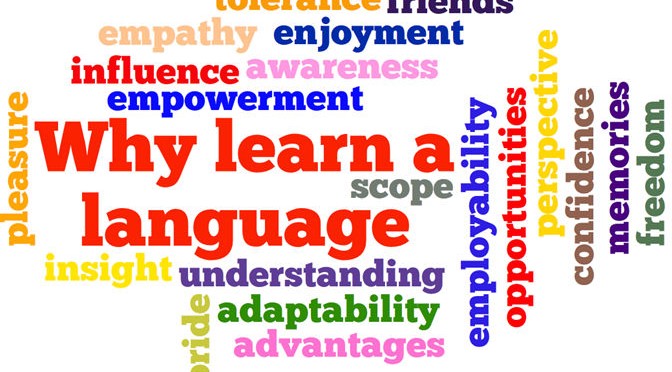 tolerance
friends
empathy
enjoyment
influence
awareness
empowerment
pleasure
Why learn a
scope
language
insight
understanding
pride
adaptability
advantages
employability
opportunities
perspective
confidence
memories
freedom